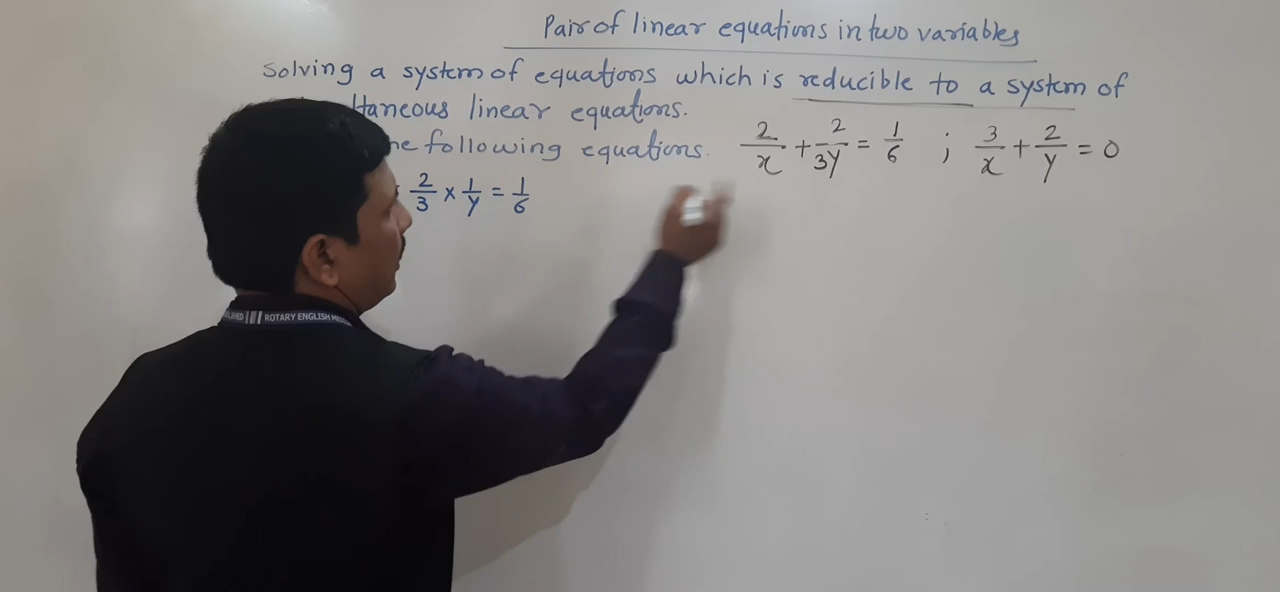 Pair of linear equations in two variables
Solving a system of equations which is reducible to a system of
taneous linear equations.
following equations. 2/x + 2/3y = 1/6 ; 3/x + 2/y = 0
2/3 × 1/y = 1/6
ROTARY ENGLISH